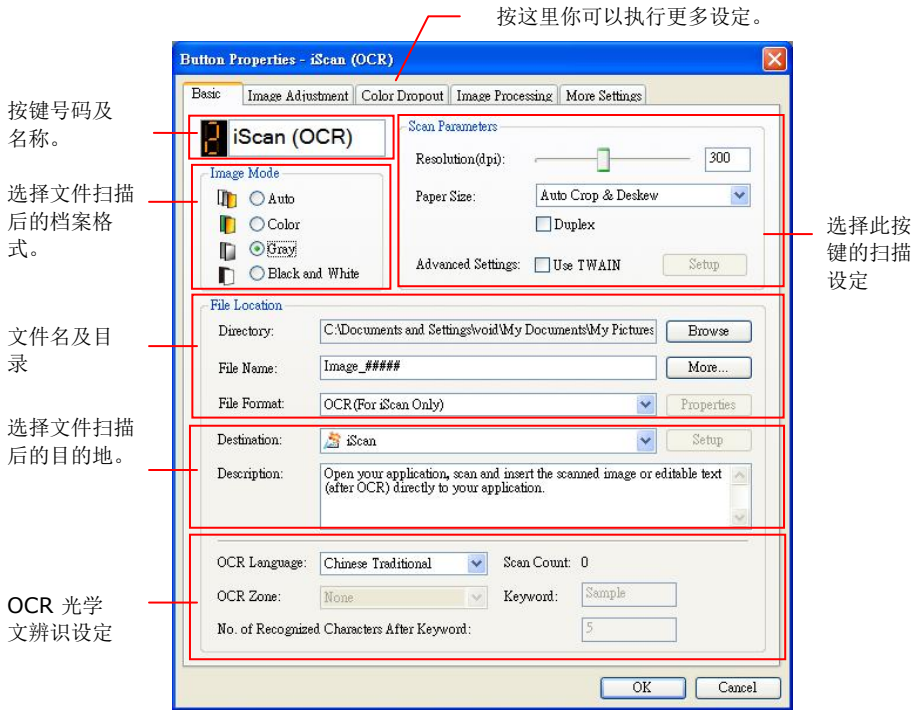 按这里你可以执行更多设定。
Button Properties - iScan (OCR)
Basic Image Adjustment Color Dropout Image Processing More Settings
按键号码及
名称。
2 iScan (OCR)
选择文件扫描
后的档案格
式。
Image Mode
Auto
Color
Gray
Black and White
Scan Parameters
Resolution(dpi): 300
Paper Size: Auto Crop & Deskew
Duplex
Advanced Settings: Use TWAIN Setup
选择此按
键的扫描
设定
文件名及目
录
File Location
Directory: C:\Documents and Settings\void\My Documents\My Pictures Browse
File Name: Image_##### More...
File Format: OCR(For iScan Only) Properties
选择文件扫描
后的目的地。
Destination: iScan Setup
Description: Open your application, scan and insert the scanned image or editable text
(after OCR) directly to your application.
OCR 光学
文辨识设定
OCR Language: Chinese Traditional Scan Count: 0
OCR Zone: None Keyword: Sample
No. of Recognized Characters After Keyword: 5
OK Cancel